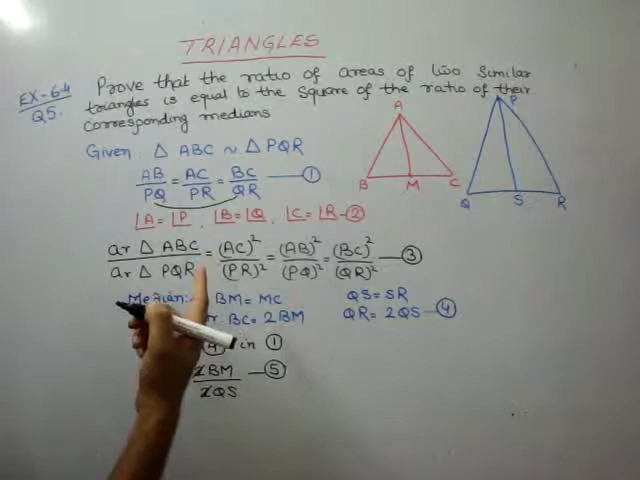 TRIANGLES
EX-6.4
Q5.
Prove that the ratio of areas of two similar
triangles is equal to the square of the ratio of their
corresponding medians
Given: △ ABC ~ △ PQR
AB/PQ = AC/PR = BC/QR —①
∠A = ∠P , ∠B = ∠Q , ∠C = ∠R -②
ar △ ABC / ar △ PQR = (AC)²/(PR)² = (AB)²/(PQ)² = (BC)²/(QR)² —③
Median: BM = MC QS = SR
BC = 2BM QR = 2QS —④
④ in ①
2BM/2QS —⑤
A
B
M
C
P
Q
S
R